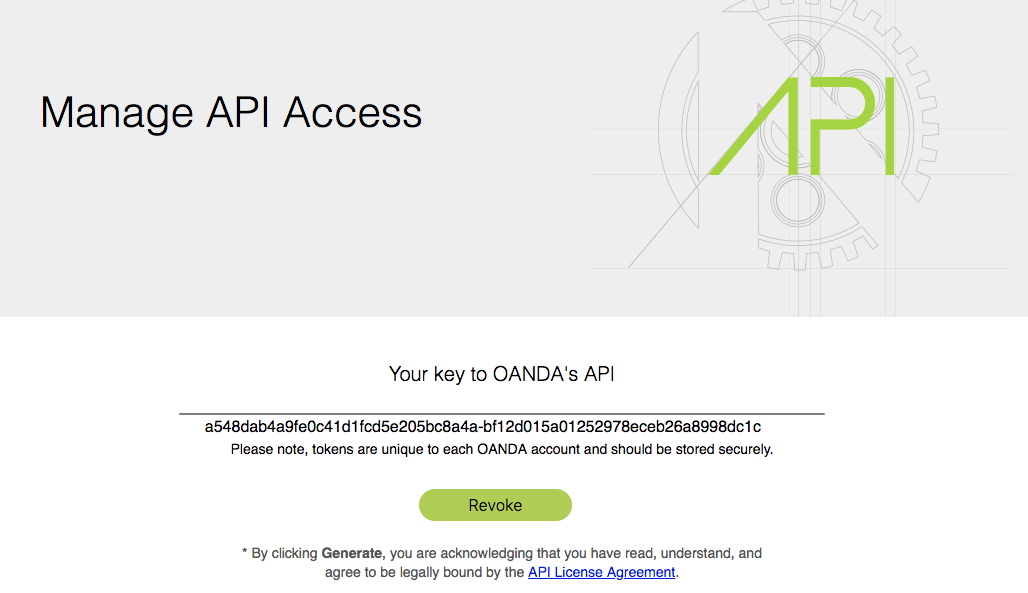 Manage API Access
API
Your key to OANDA's API
a548dab4a9fe0c41d1fcd5e205bc8a4a-bf12d015a01252978eceb26a8998dc1c
Please note, tokens are unique to each OANDA account and should be stored securely.
Revoke
* By clicking Generate, you are acknowledging that you have read, understand, and
agree to be legally bound by the API License Agreement.